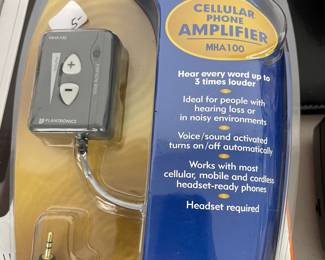 CELLULAR
PHONE
AMPLIFIER
MHA100
Hear every word up to
3 times louder
Ideal for people with
hearing loss or
in noisy environments
Voice/sound activated
turns on/off automatically
Works with most
cellular, mobile and cordless
headset-ready phones
Headset required
+
−
PLANTRONICS